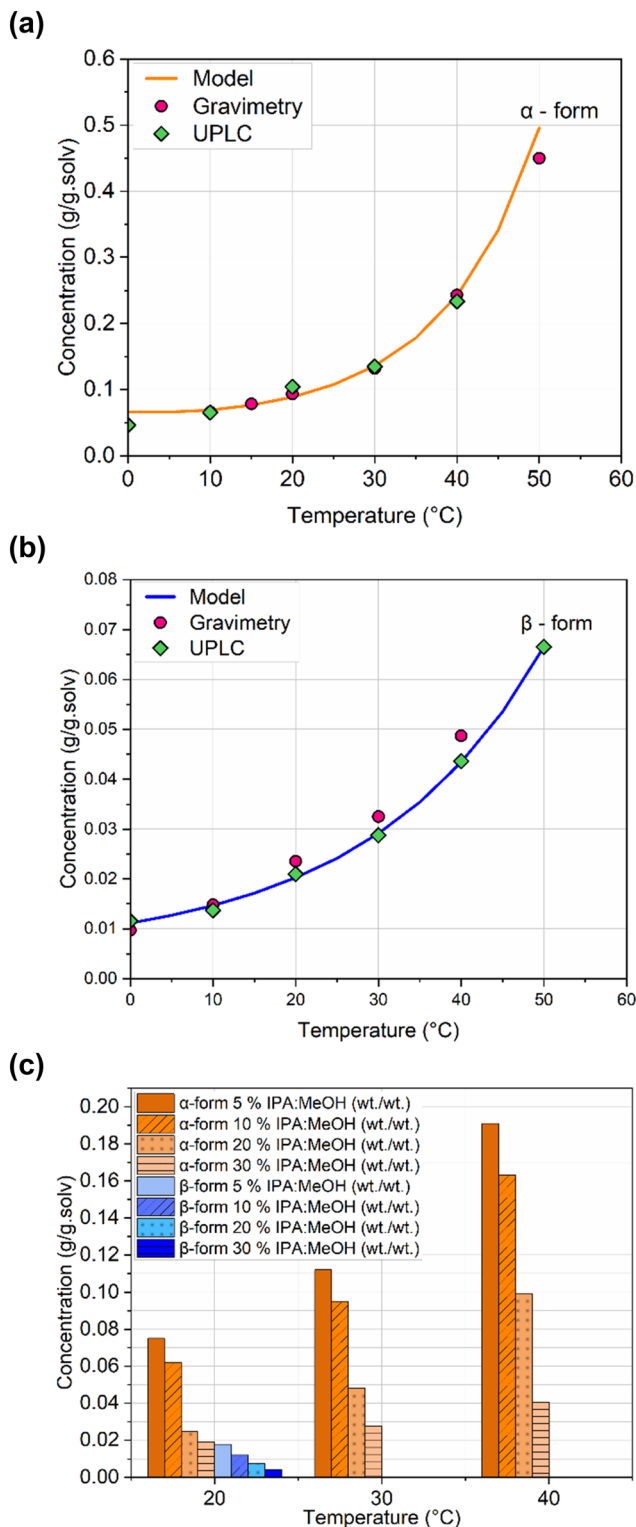 (a)
0.6
0.5
0.4
0.3
0.2
0.1
0.0
Concentration (g/g.solv)
Model
Gravimetry
UPLC
α - form
0
10
20
30
40
50
60
Temperature (°C)
(b)
0.08
0.07
0.06
0.05
0.04
0.03
0.02
0.01
0.00
Concentration (g/g.solv)
Model
Gravimetry
UPLC
β - form
0
10
20
30
40
50
60
Temperature (°C)
(c)
0.20
0.18
0.16
0.14
0.12
0.10
0.08
0.06
0.04
0.02
0.00
Concentration (g/g.solv)
α-form 5 % IPA:MeOH (wt./wt.)
α-form 10 % IPA:MeOH (wt./wt.)
α-form 20 % IPA:MeOH (wt./wt.)
α-form 30 % IPA:MeOH (wt./wt.)
β-form 5 % IPA:MeOH (wt./wt.)
β-form 10 % IPA:MeOH (wt./wt.)
β-form 20 % IPA:MeOH (wt./wt.)
β-form 30 % IPA:MeOH (wt./wt.)
20
30
40
Temperature (°C)